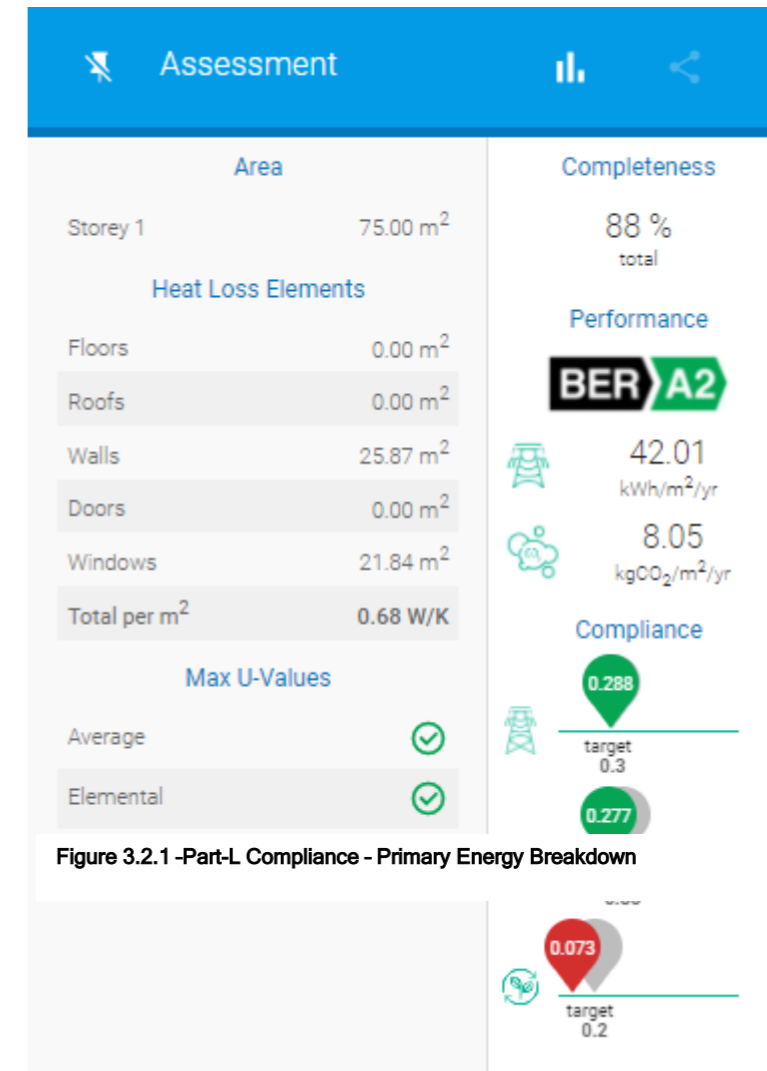 Assessment
Area
Storey 1 75.00 m²
Heat Loss Elements
Floors 0.00 m²
Roofs 0.00 m²
Walls 25.87 m²
Doors 0.00 m²
Windows 21.84 m²
Total per m² 0.68 W/K
Max U-Values
Average
Elemental
Completeness
88 %
total
Performance
BER A2
42.01
kWh/m²/yr
8.05
kgCO₂/m²/yr
Compliance
0.288
target
0.3
0.277
Figure 3.2.1 -Part-L Compliance - Primary Energy Breakdown
0.073
target
0.2